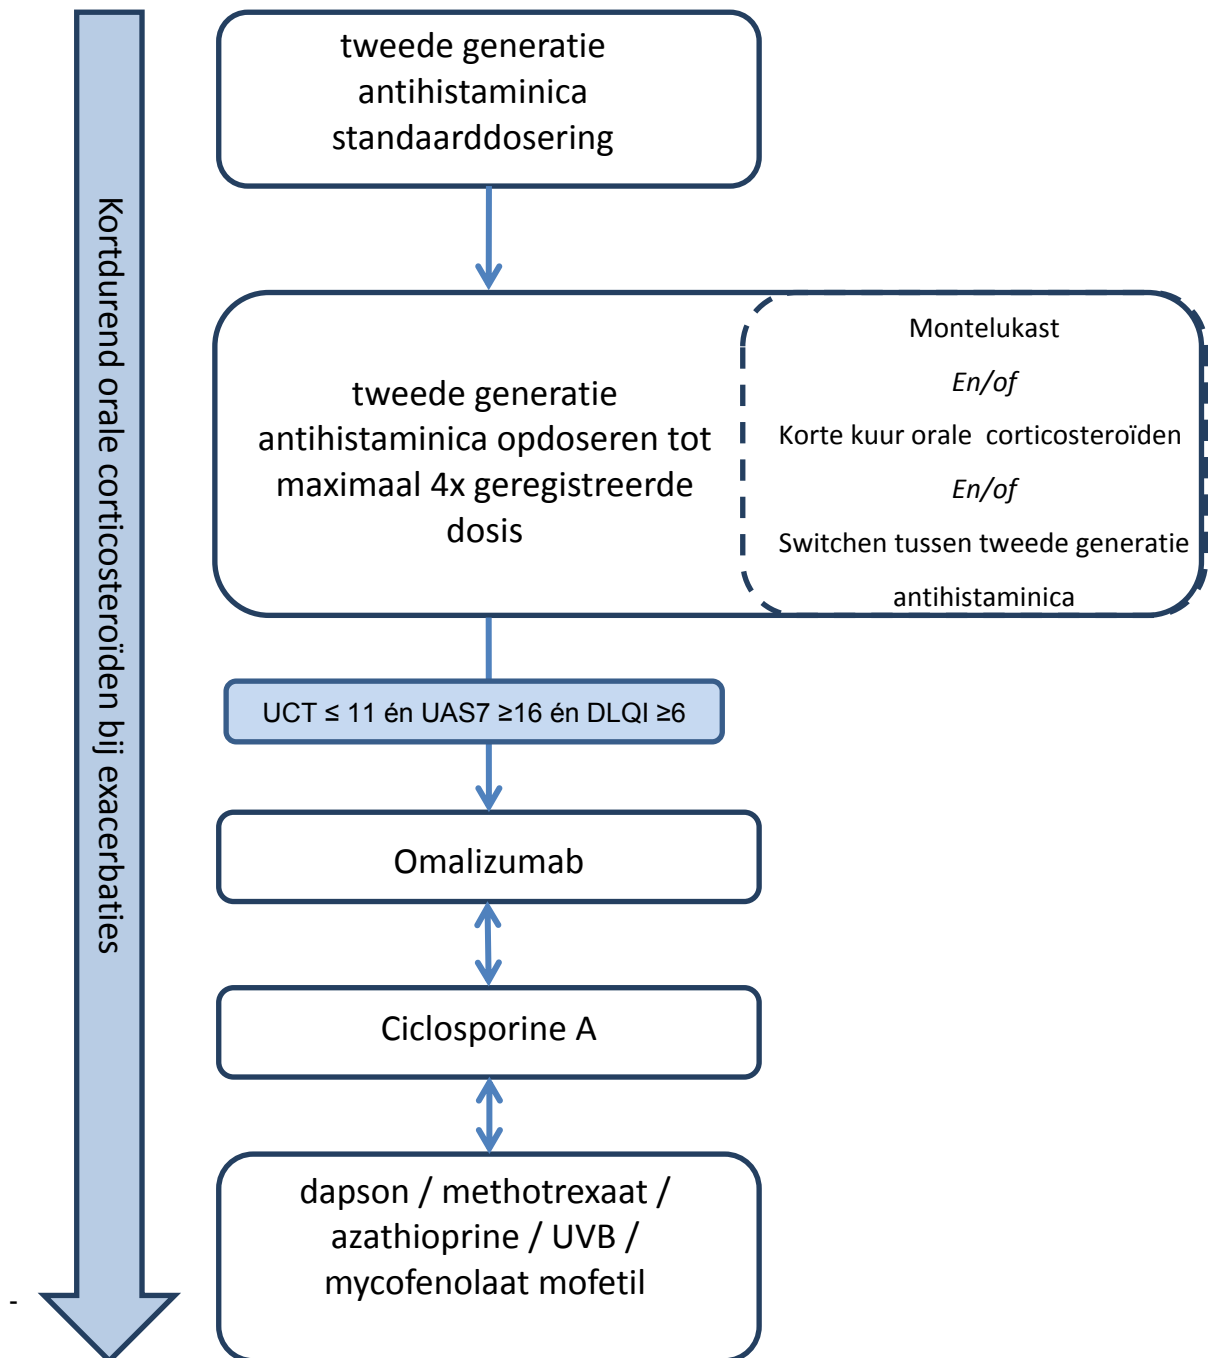 Kortdurend orale corticosteroïden bij exacerbaties
tweede generatie
antihistaminica
standaarddosering
tweede generatie
antihistaminica opdoseren tot
maximaal 4x geregistreerde
dosis
Montelukast
En/of
Korte kuur orale corticosteroïden
En/of
Switchen tussen tweede generatie
antihistaminica
UCT ≤ 11 én UAS7 ≥16 én DLQI ≥6
Omalizumab
Ciclosporine A
dapson / methotrexaat /
azathioprine / UVB /
mycofenolaat mofetil
-